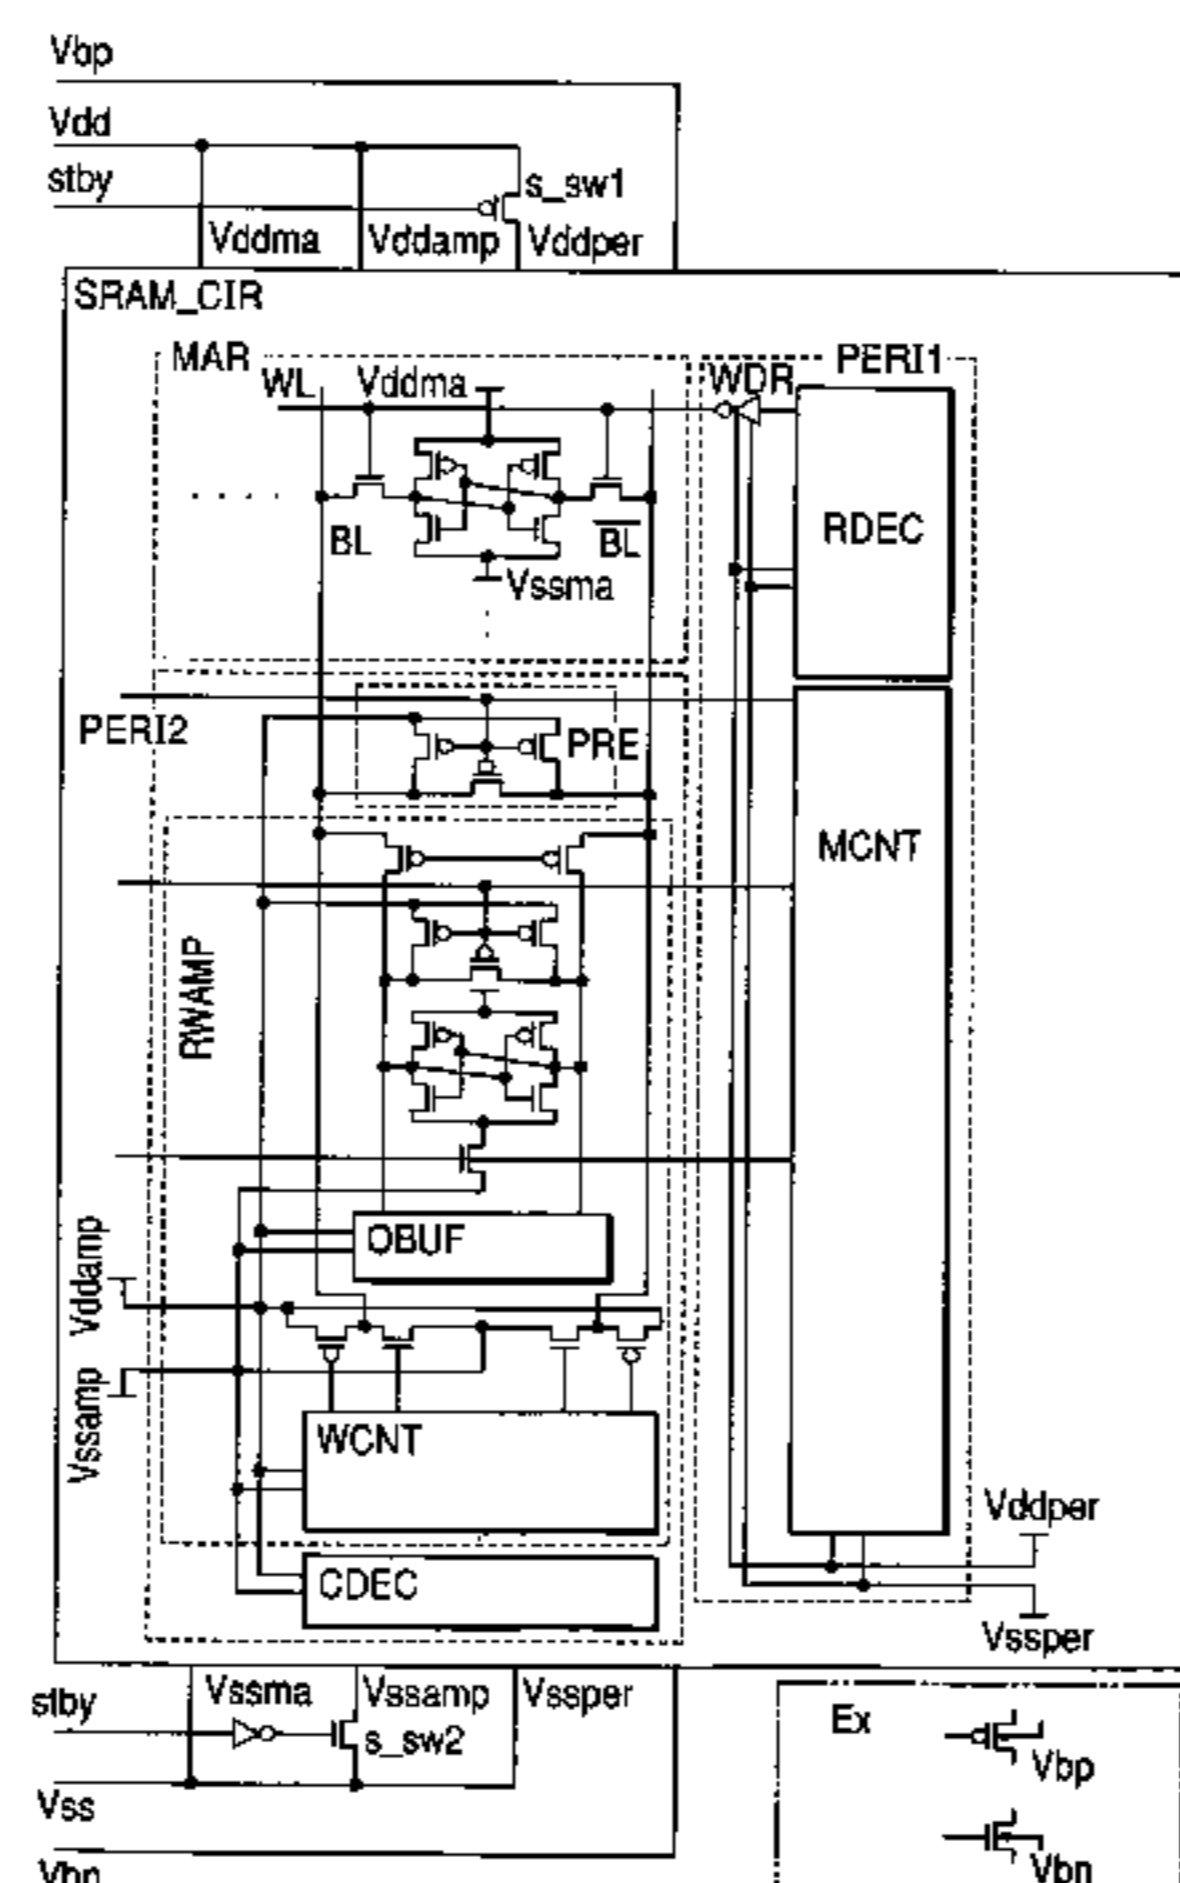 Vbp
Vdd
stby
s_sw1
Vddma Vddamp Vddper
SRAM_CIR
MAR PERI1
WL Vddma WDR
RDEC
BL BL
Vssma
PERI2 PRE
MCNT
RWAMP
OBUF
Vddamp
Vssamp
WCNT
Vddper
CDEC
Vssper
stby Vssma Vssamp Vssper
s_sw2
Ex
Vbp
Vss
Vbn
Vbn